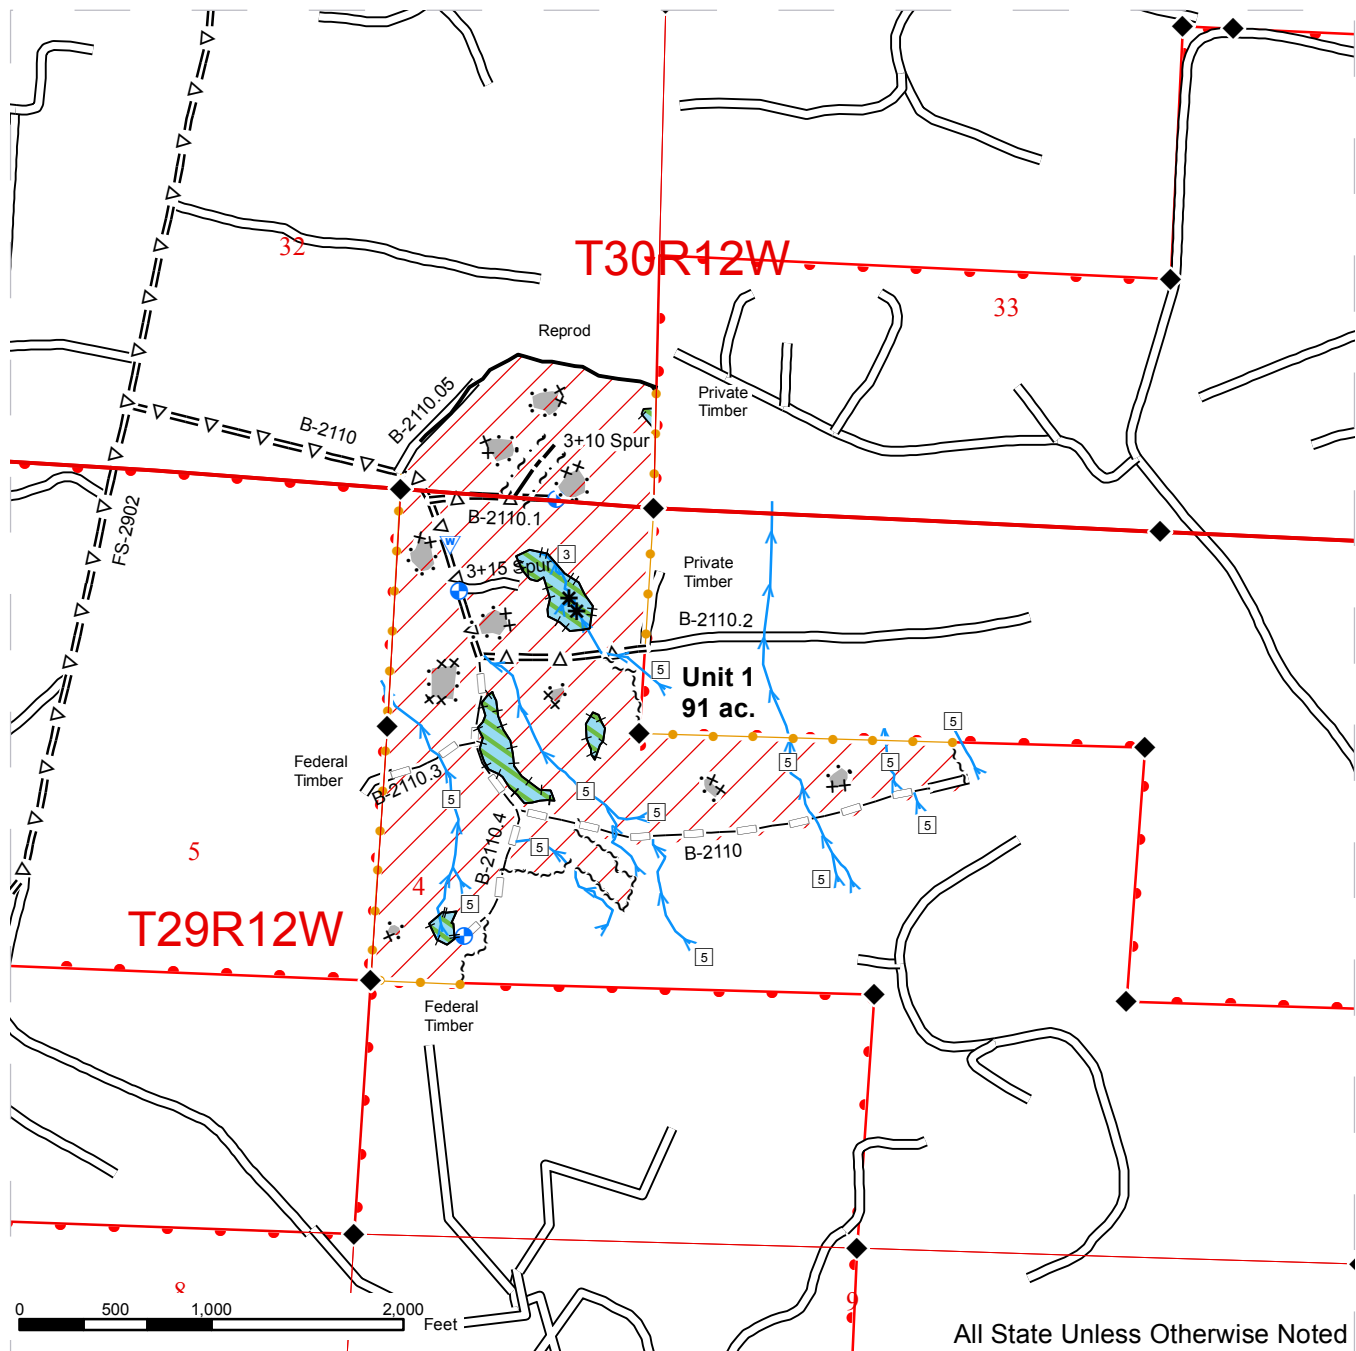 32
T30R12W
33
Reprod
Private
Timber
B-2110.05
B-2110
3+10 Spur
FS-2902
B-2110.1
W
3
3+15 Spur
Private
Timber
B-2110.2
5
Unit 1
91 ac.
5
Federal
Timber
B-2110.3
5
5
5
5
5
5
B-2110.4
5
B-2110
5
4
5
5
5
T29R12W
5
Federal
Timber
8
9
0
500
1,000
2,000
Feet
All State Unless Otherwise Noted